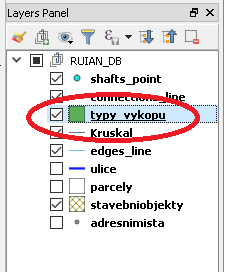 Layers Panel
RUIAN_DB
shafts_point
connections_line
typy_vykopu
Kruskal
edges_line
ulice
parcely
stavebniobjekty
adresnimista